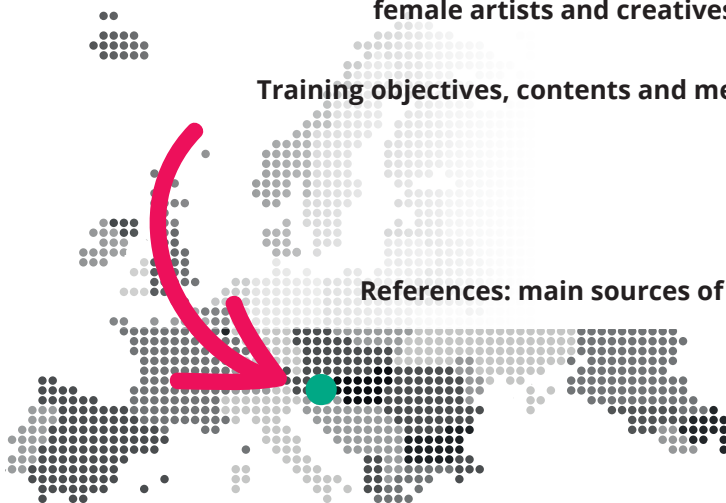 female artists and creatives
Training objectives, contents and me
References: main sources of